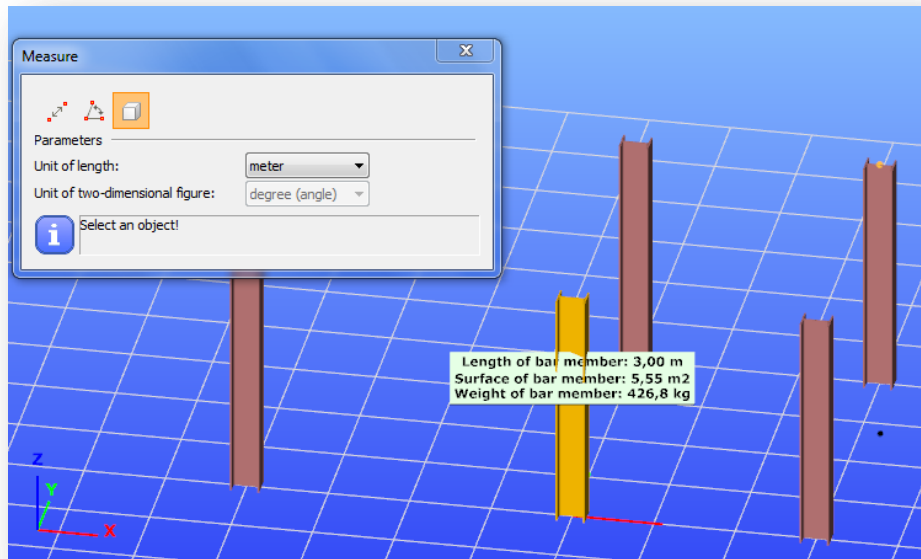 Measure
Parameters
Unit of length: meter
Unit of two-dimensional figure: degree (angle)
i Select an object!
Length of bar member: 3,00 m
Surface of bar member: 5,55 m2
Weight of bar member: 426,8 kg
Z
Y
X